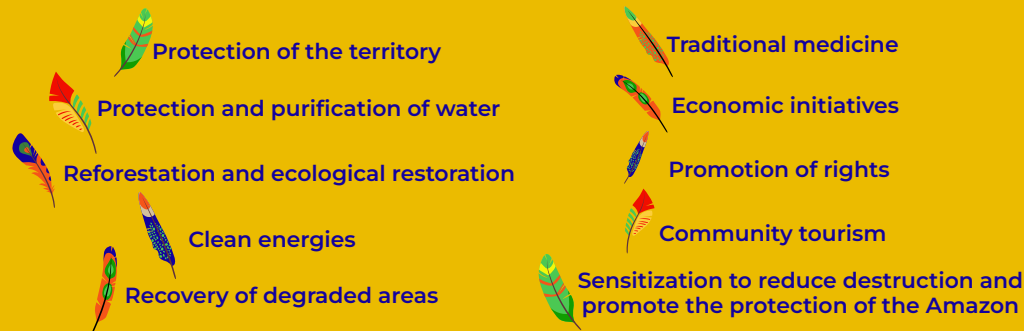 Protection of the territory
Protection and purification of water
Reforestation and ecological restoration
Clean energies
Recovery of degraded areas
Traditional medicine
Economic initiatives
Promotion of rights
Community tourism
Sensitization to reduce destruction and
promote the protection of the Amazon